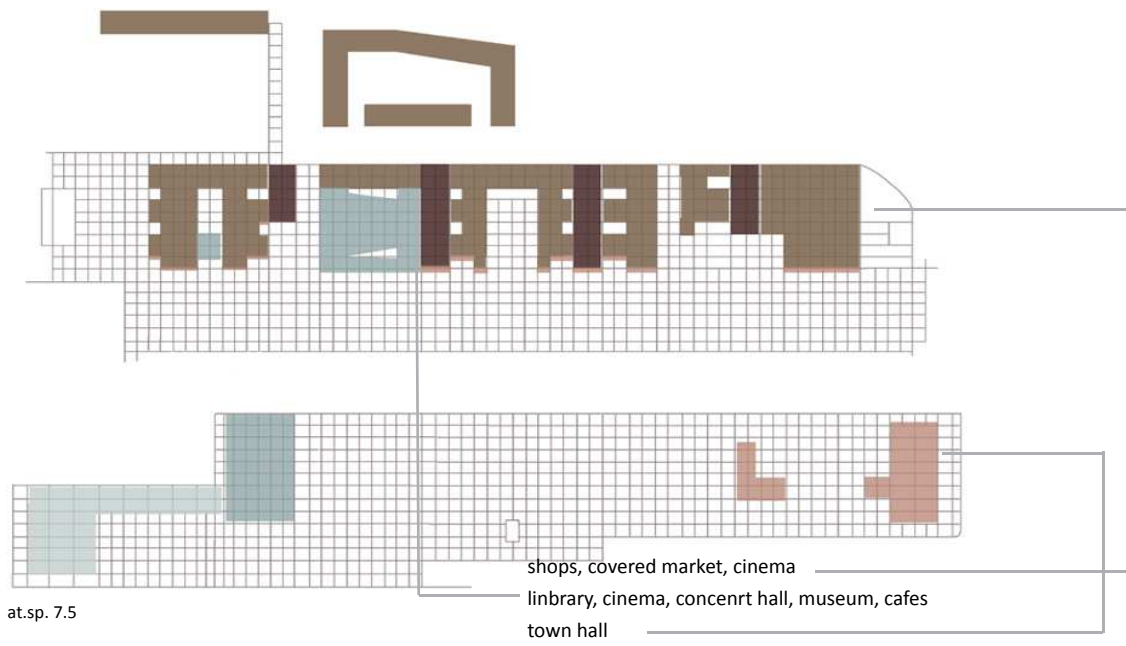 shops, covered market, cinema
linbrary, cinema, concenrt hall, museum, cafes
at.sp. 7.5
town hall